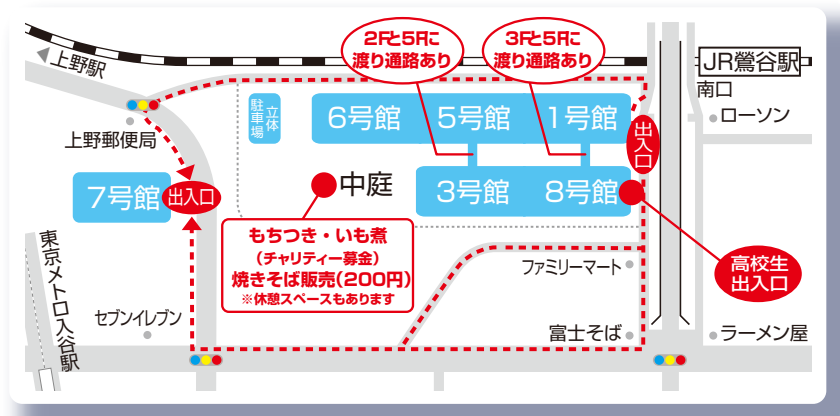 2Fと5Fに
渡り通路あり
3Fと5Fに
渡り通路あり
上野駅
JR鶯谷駅
南口
ローソン
立体
駐車場
6号館
5号館
1号館
出入口
上野郵便局
7号館
出入口
中庭
3号館
8号館
もちつき・いも煮
(チャリティー募金)
焼きそば販売(200円)
※休憩スペースもあります
高校生
出入口
ファミリーマート
東京メトロ入谷駅
セブンイレブン
富士そば
ラーメン屋